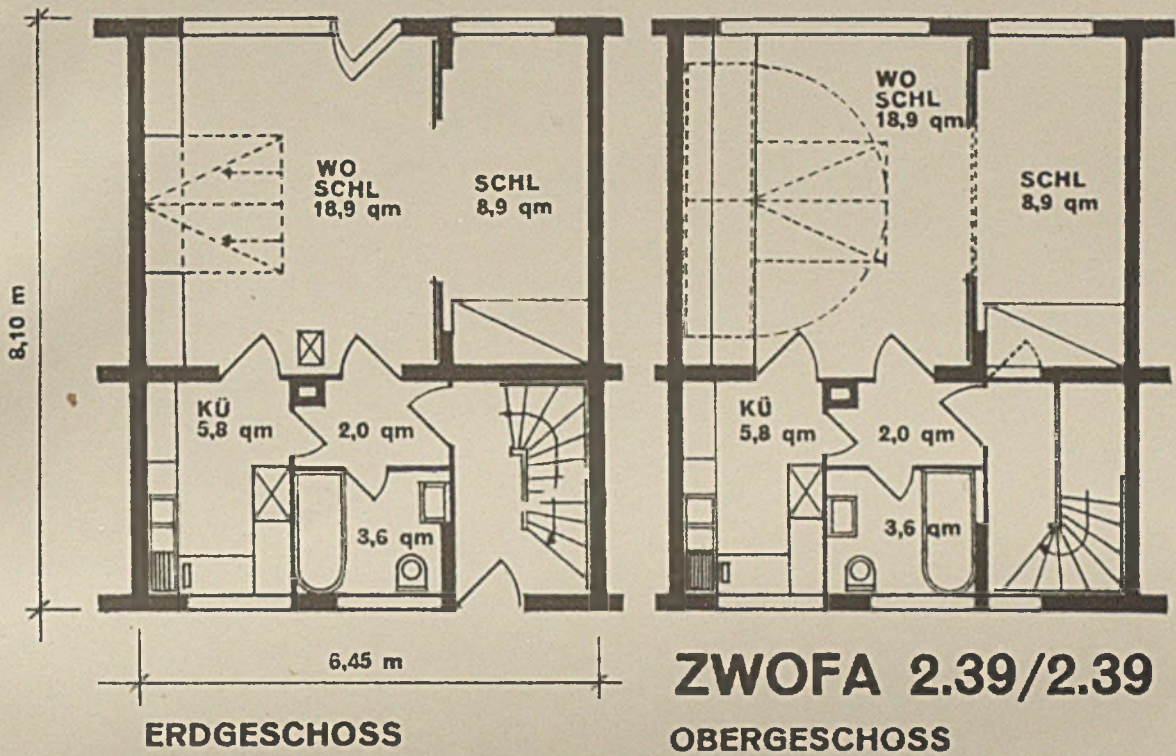 8,10 m
WO
SCHL
18,9 qm
SCHL
8,9 qm
KÜ
5,8 qm
2,0 qm
3,6 qm
6,45 m
ERDGESCHOSS
WO
SCHL
18,9 qm
SCHL
8,9 qm
KÜ
5,8 qm
2,0 qm
3,6 qm
ZWOFA 2.39/2.39
OBERGESCHOSS